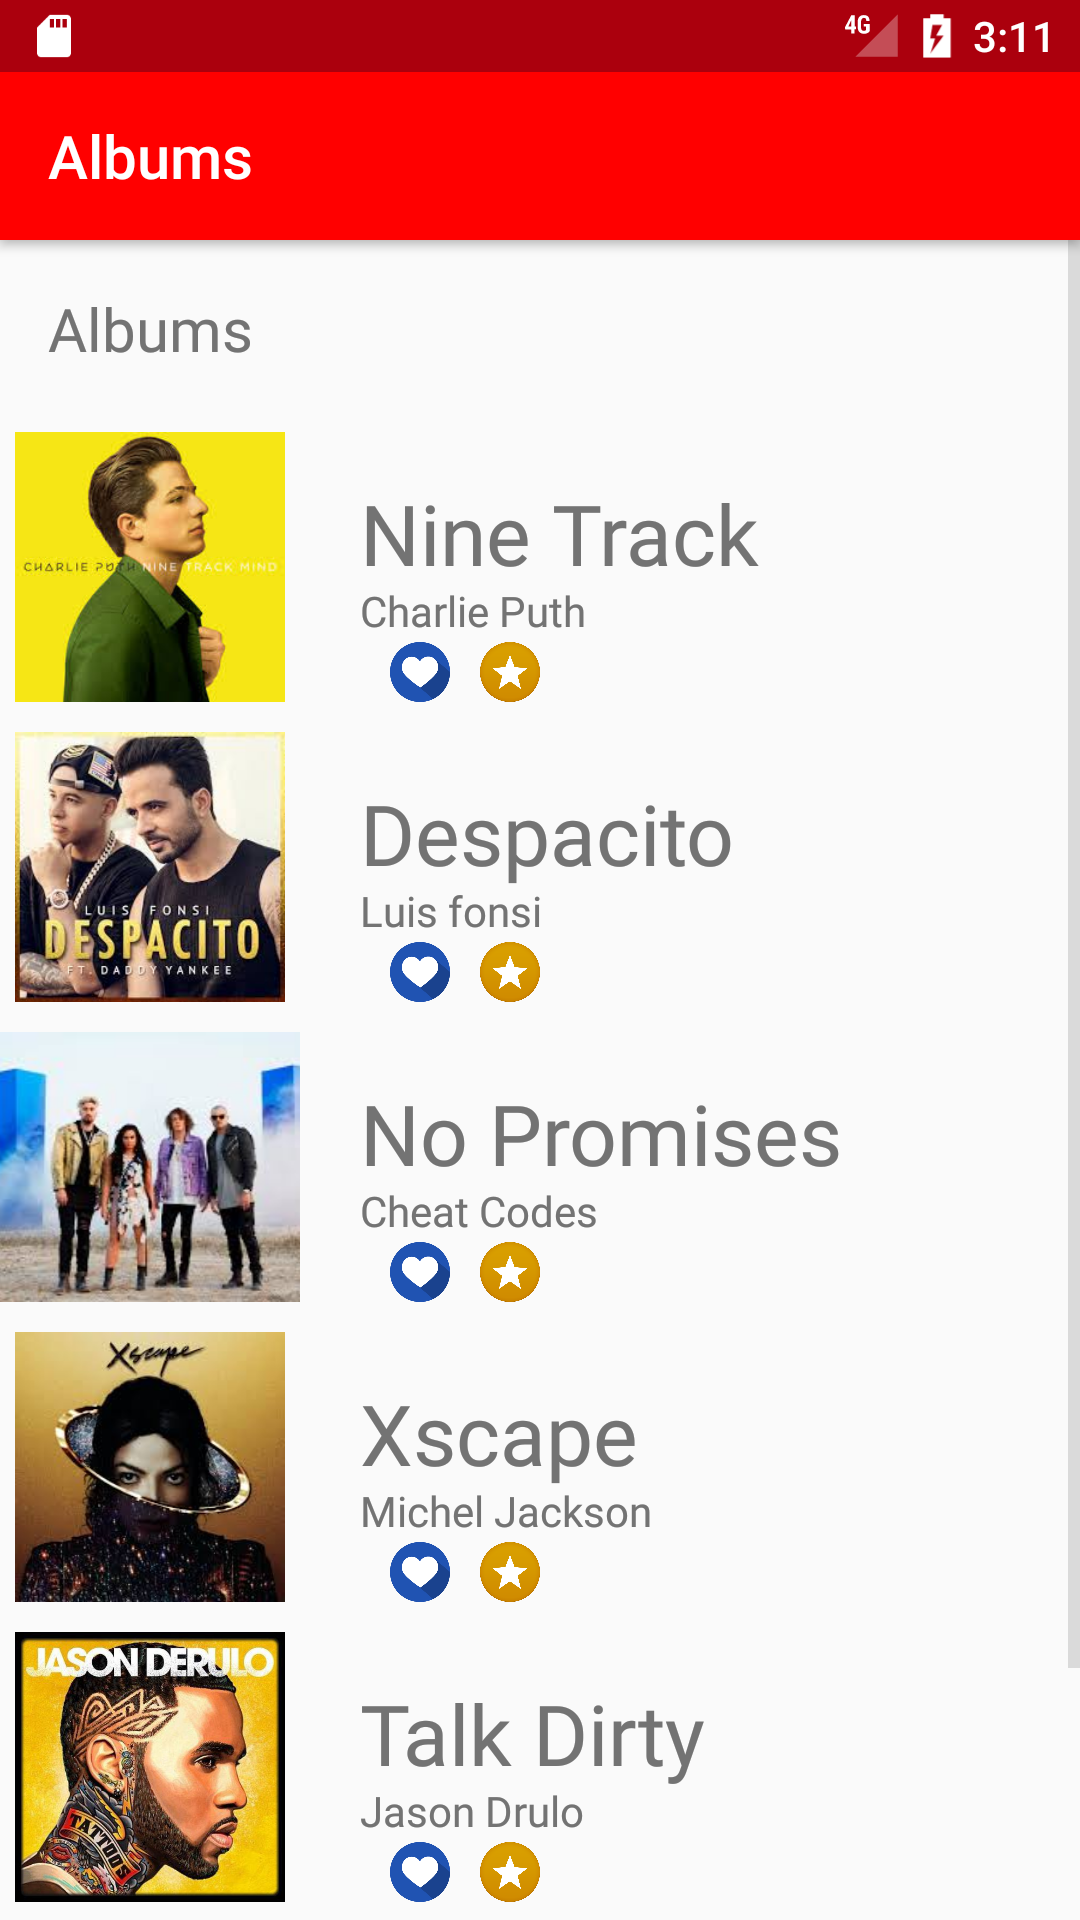 4G 3:11
Albums
Albums
CHARLIE PUTH NINE TRACK MIND
Nine Track
Charlie Puth
LUIS FONSI
DESPACITO
FT. DADDY YANKEE
Despacito
Luis fonsi
No Promises
Cheat Codes
Xscape
Xscape
Michel Jackson
JASON DERULO
TATTOOS
Talk Dirty
Jason Drulo